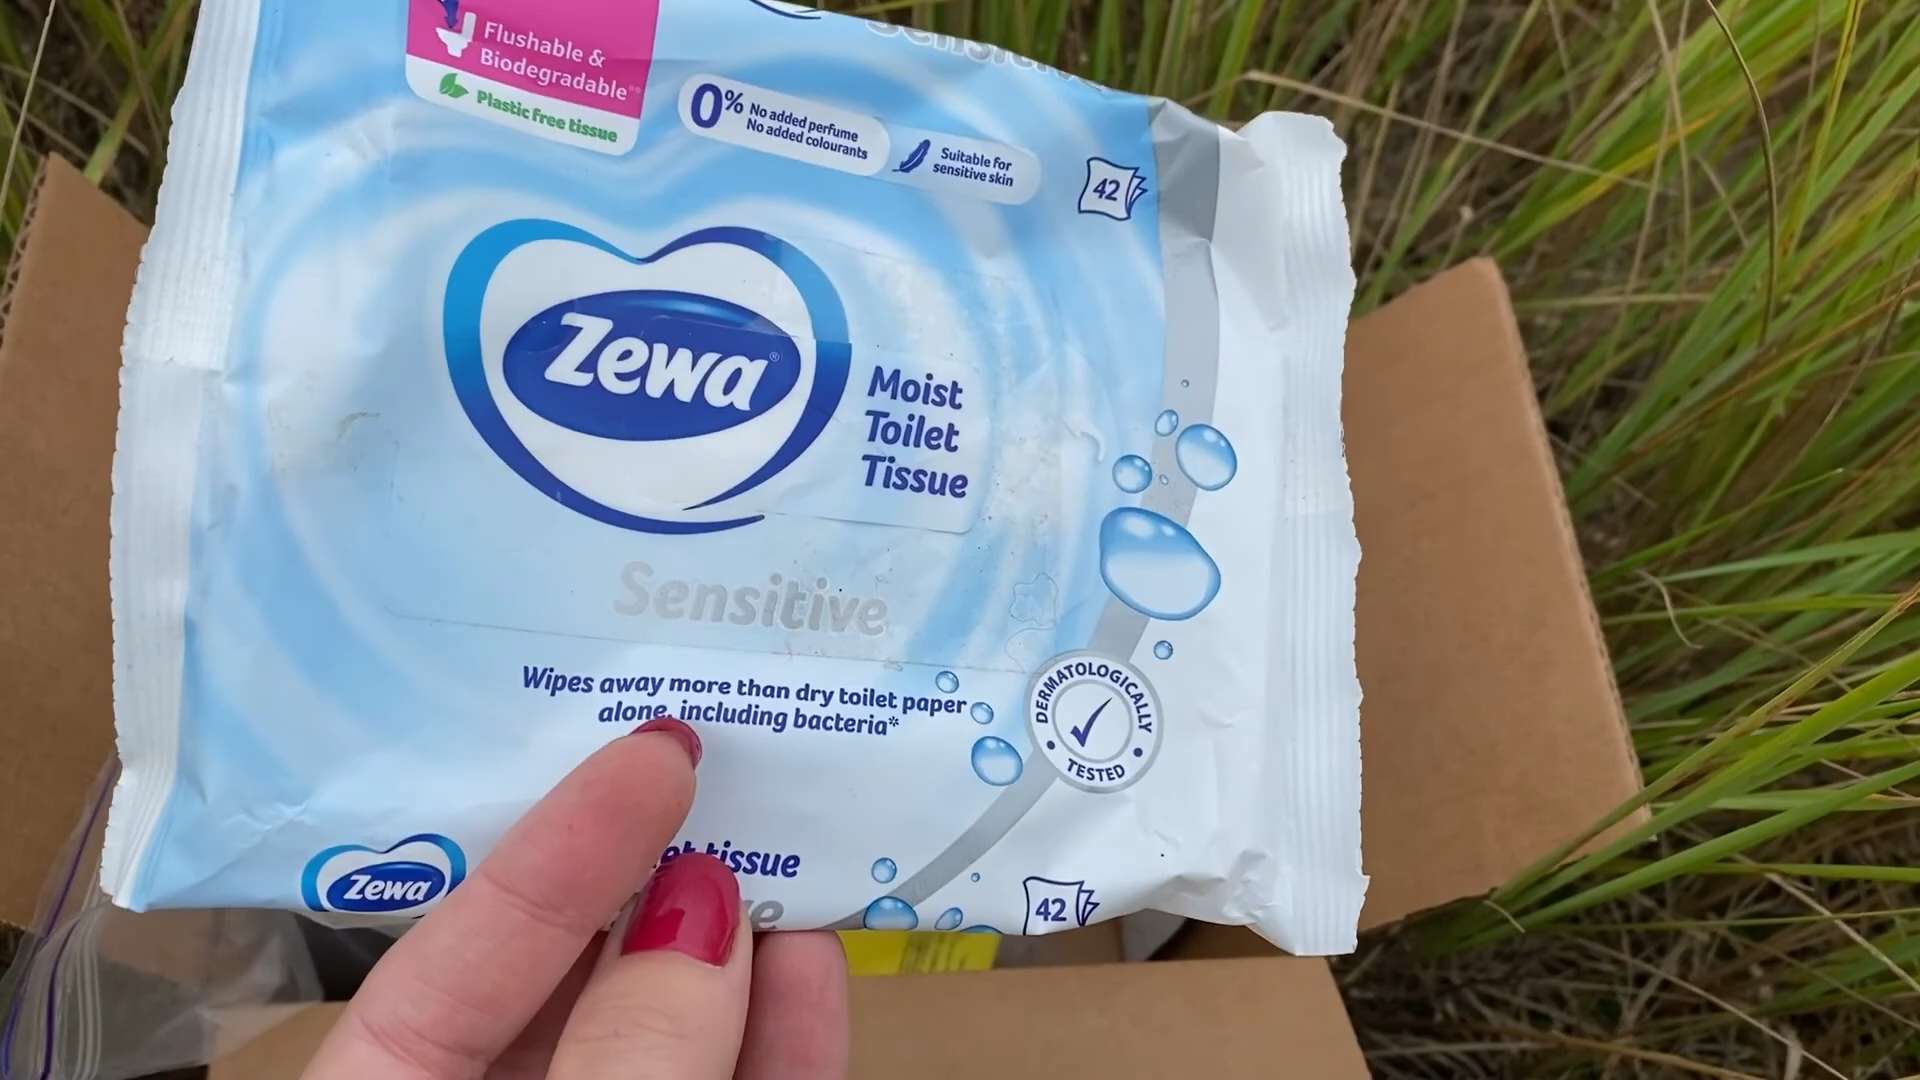 Flushable &
Biodegradable**
Plastic free tissue
Sensitive
0% No added perfume
No added colourants
Suitable for
sensitive skin
42
Zewa®
Moist
Toilet
Tissue
Sensitive
Wipes away more than dry toilet paper
alone, including bacteria*
DERMATOLOGICALLY
TESTED
Zewa
tissue
42